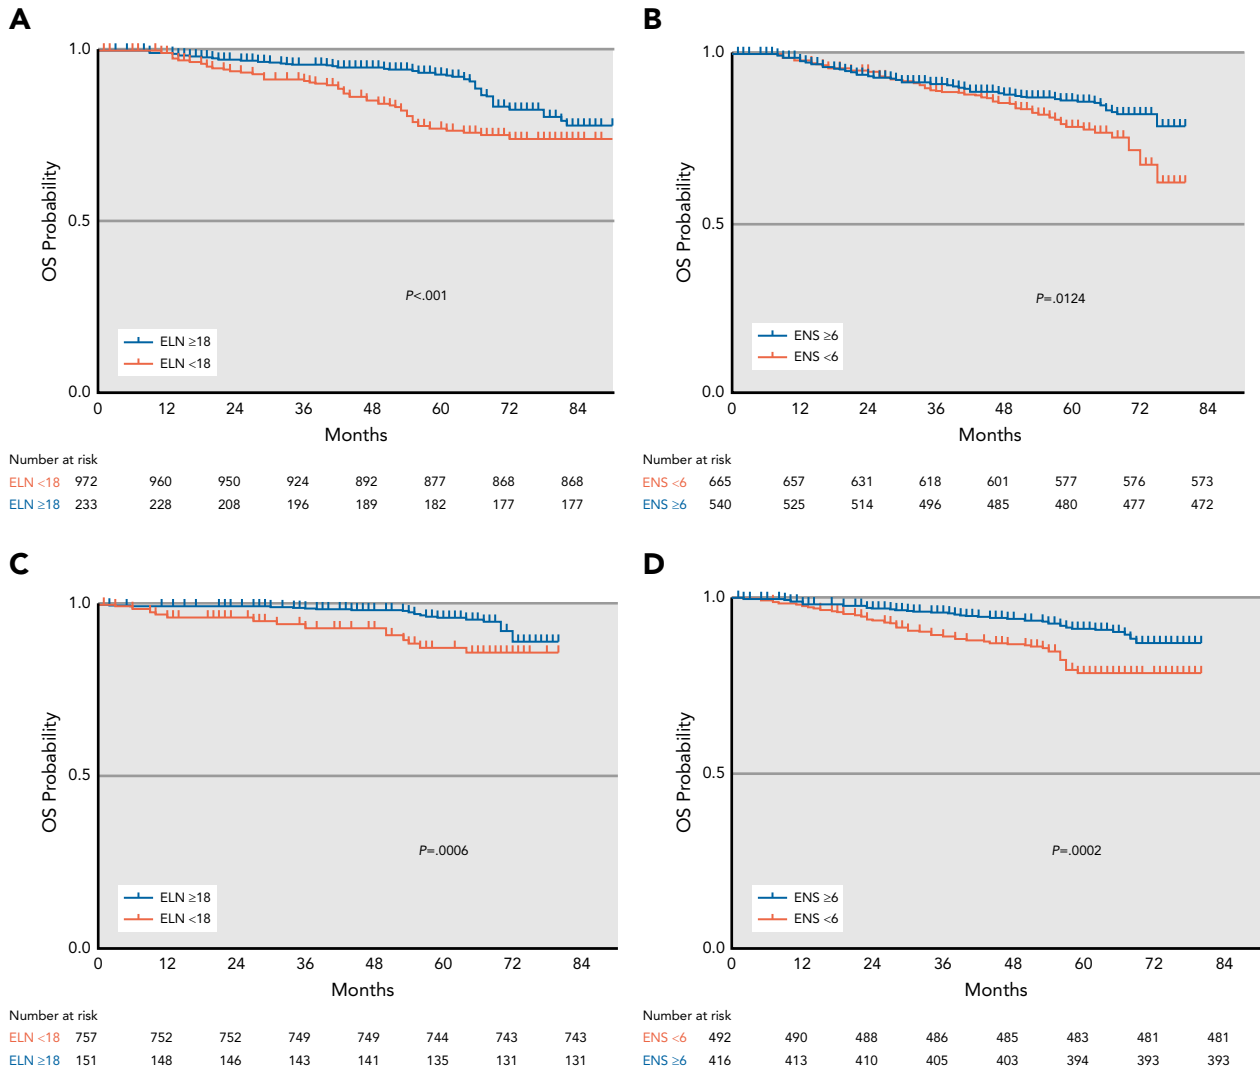 A
1.0
0.5
0.0
OS Probability
P<.001
ELN ≥18
ELN <18
0 12 24 36 48 60 72 84
Months
Number at risk
ELN <18 972 960 950 924 892 877 868 868
ELN ≥18 233 228 208 196 189 182 177 177
B
1.0
0.5
0.0
OS Probability
P=.0124
ENS ≥6
ENS <6
0 12 24 36 48 60 72 84
Months
Number at risk
ENS <6 665 657 631 618 601 577 576 573
ENS ≥6 540 525 514 496 485 480 477 472
C
1.0
0.5
0.0
OS Probability
P=.0006
ELN ≥18
ELN <18
0 12 24 36 48 60 72 84
Months
Number at risk
ELN <18 757 752 752 749 749 744 743 743
ELN ≥18 151 148 146 143 141 135 131 131
D
1.0
0.5
0.0
OS Probability
P=.0002
ENS ≥6
ENS <6
0 12 24 36 48 60 72 84
Months
Number at risk
ENS <6 492 490 488 486 485 483 481 481
ENS ≥6 416 413 410 405 403 394 393 393